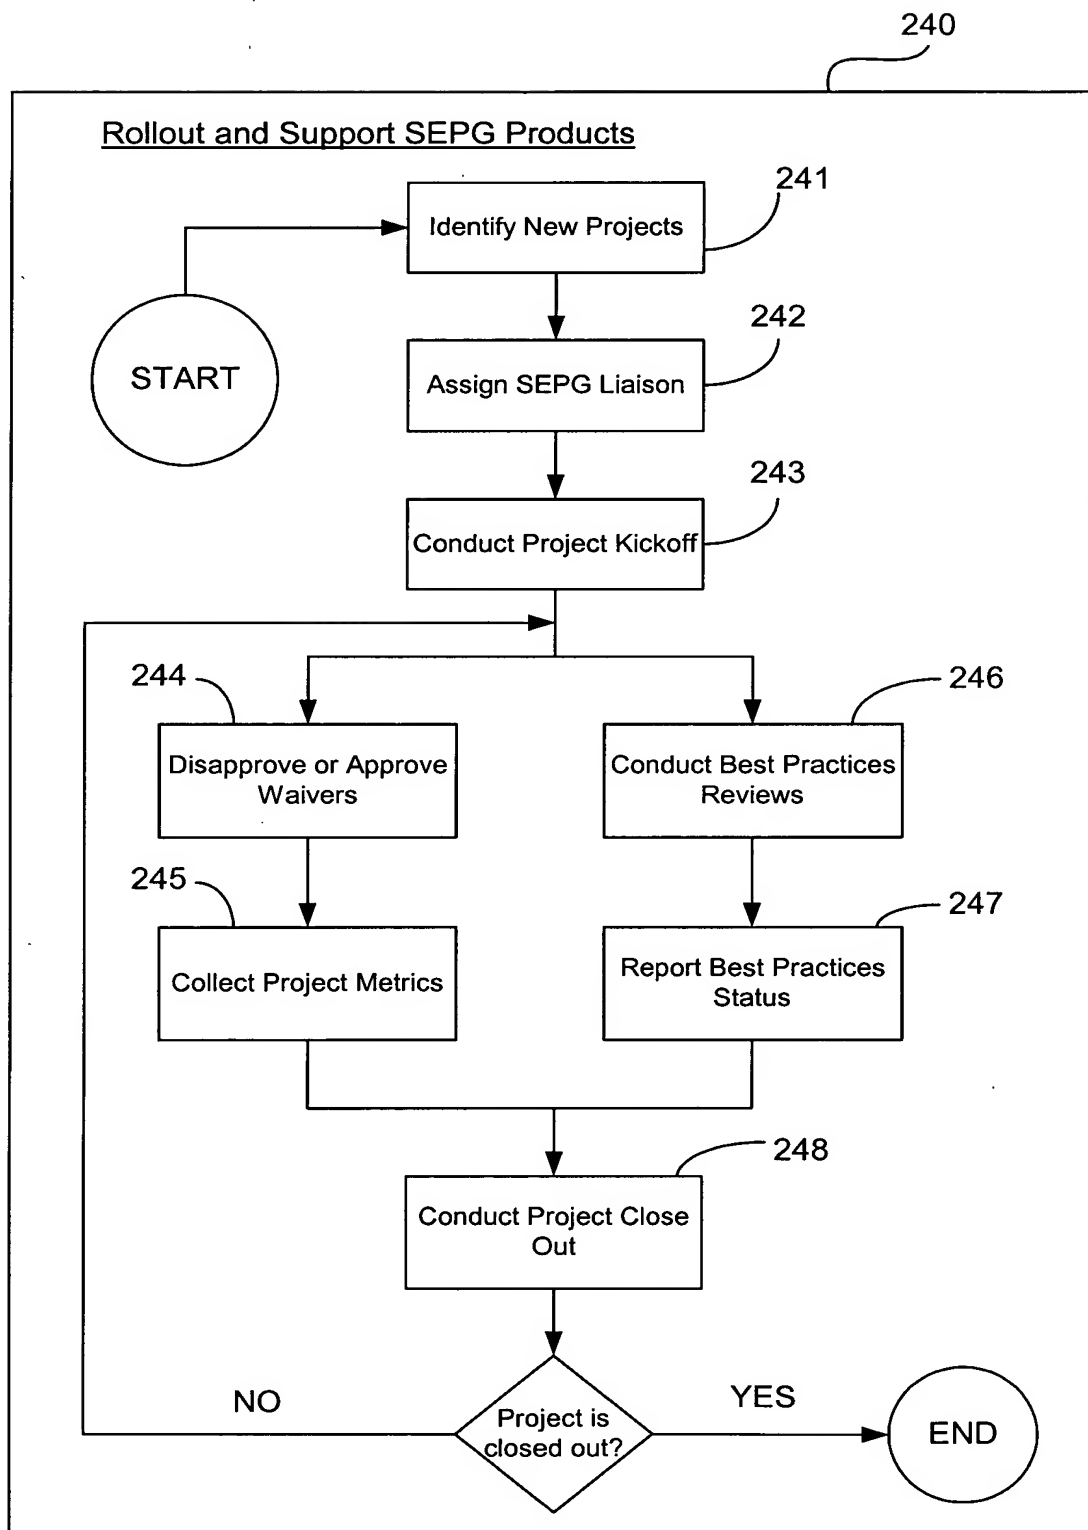 240
Rollout and Support SEPG Products
241
Identify New Projects
START
242
Assign SEPG Liaison
243
Conduct Project Kickoff
244
246
Disapprove or Approve
Waivers
Conduct Best Practices
Reviews
245
247
Collect Project Metrics
Report Best Practices
Status
248
Conduct Project Close
Out
NO
YES
Project is
closed out?
END